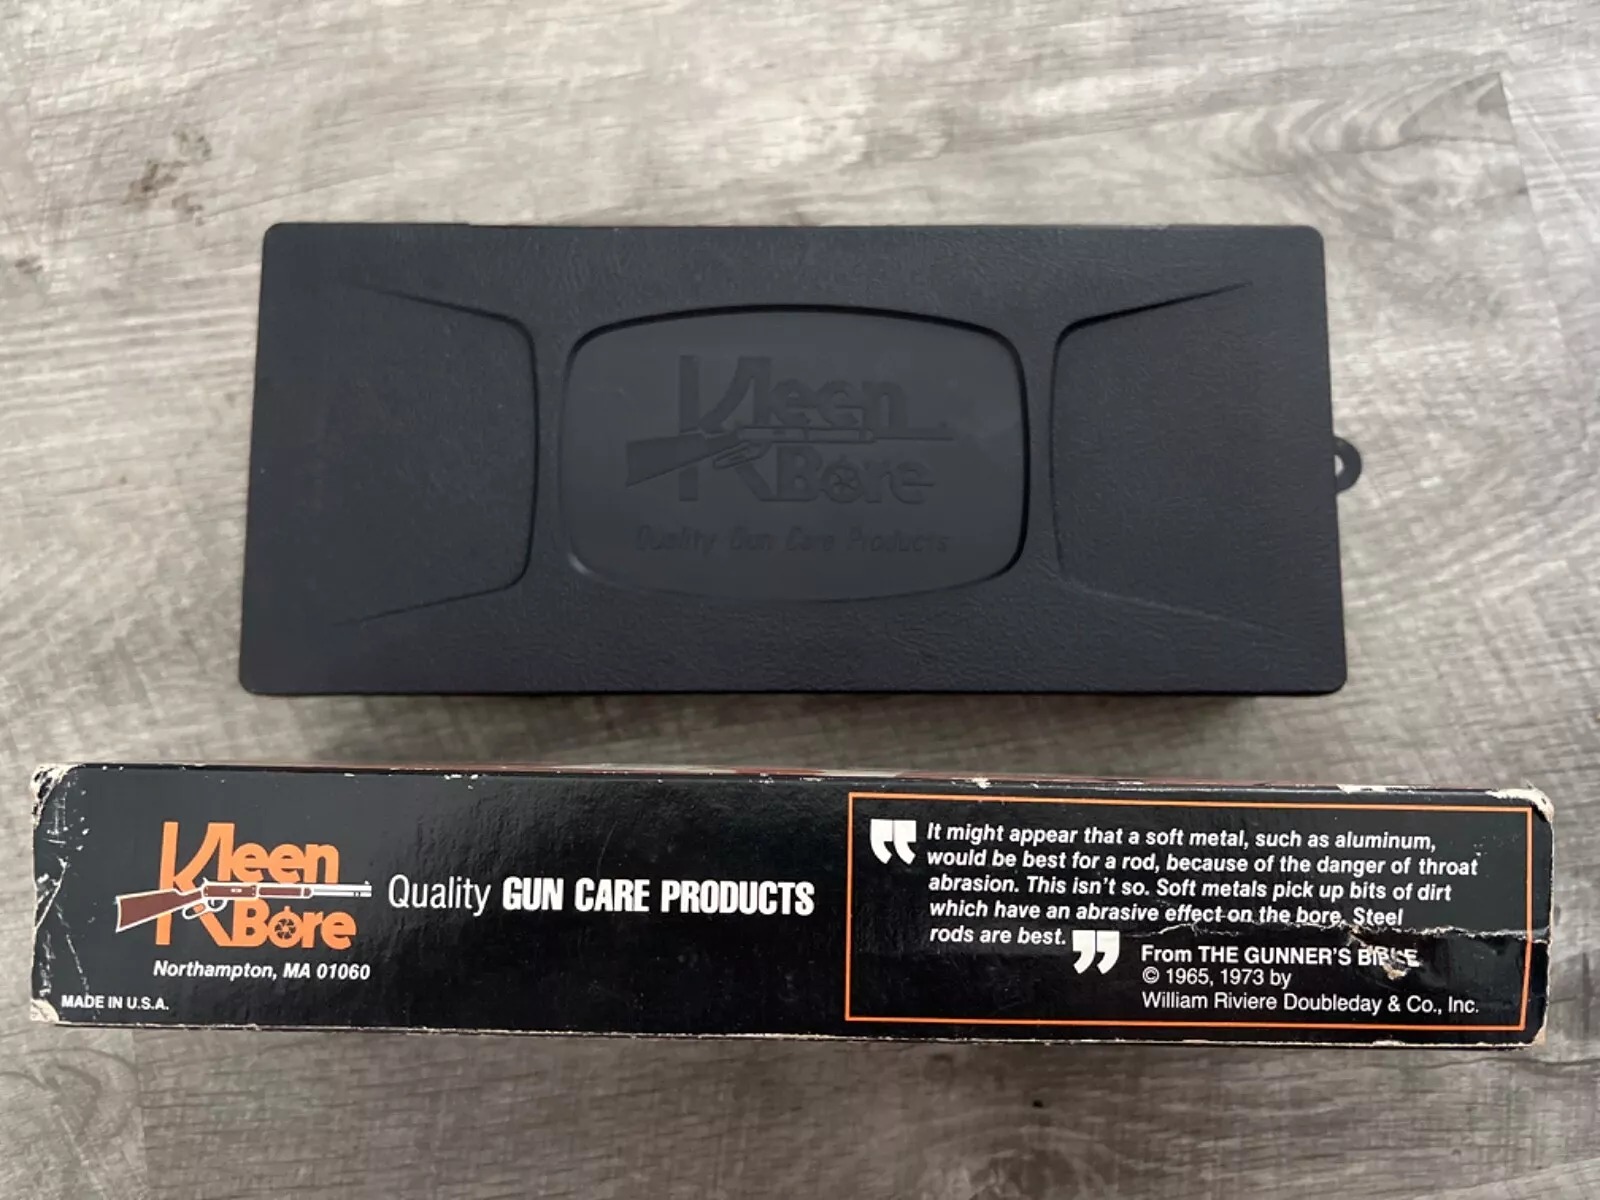 Kleen
Bore
Quality Gun Care Products
Kleen
Bore
Quality GUN CARE PRODUCTS
Northampton, MA 01060
MADE IN U.S.A.
“ It might appear that a soft metal, such as aluminum,
would be best for a rod, because of the danger of throat
abrasion. This isn't so. Soft metals pick up bits of dirt
which have an abrasive effect on the bore. Steel
rods are best. ”
From THE GUNNER'S BIBLE
© 1965, 1973 by
William Riviere Doubleday & Co., Inc.